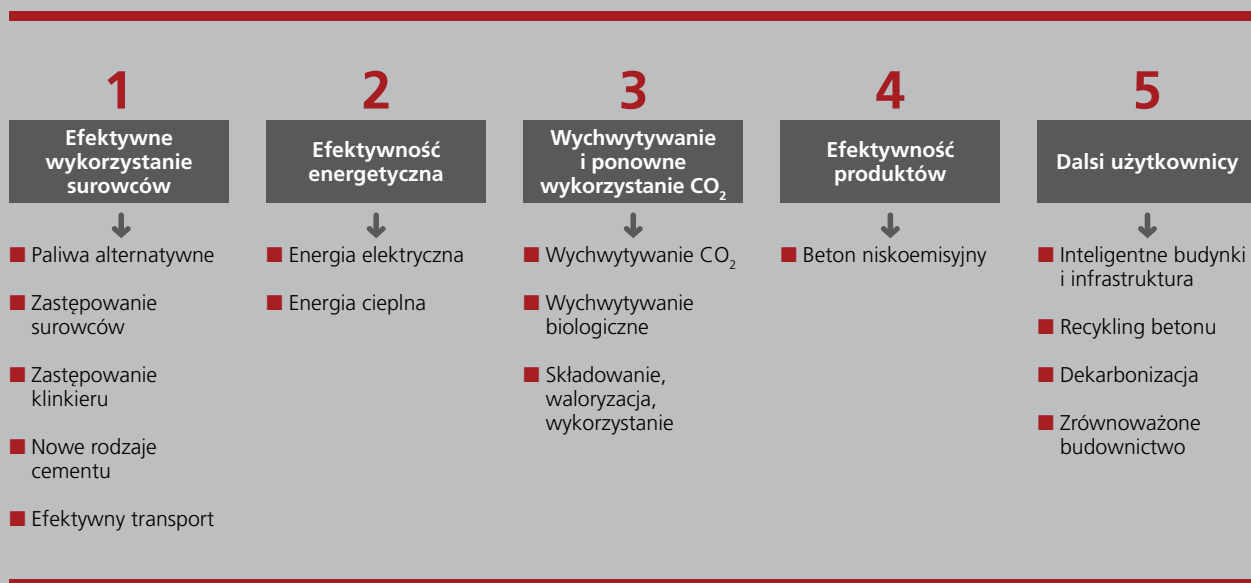 1
Efektywne
wykorzystanie
surowców
Paliwa alternatywne
Zastępowanie
surowców
Zastępowanie
klinkieru
Nowe rodzaje
cementu
Efektywny transport
2
Efektywność
energetyczna
Energia elektryczna
Energia cieplna
3
Wychwytywanie
i ponowne
wykorzystanie CO₂
Wychwytywanie CO₂
Wychwytywanie
biologiczne
Składowanie,
waloryzacja,
wykorzystanie
4
Efektywność
produktów
Beton niskoemisyjny
5
Dalsi użytkownicy
Inteligentne budynki
i infrastruktura
Recykling betonu
Dekarbonizacja
Zrównoważone
budownictwo